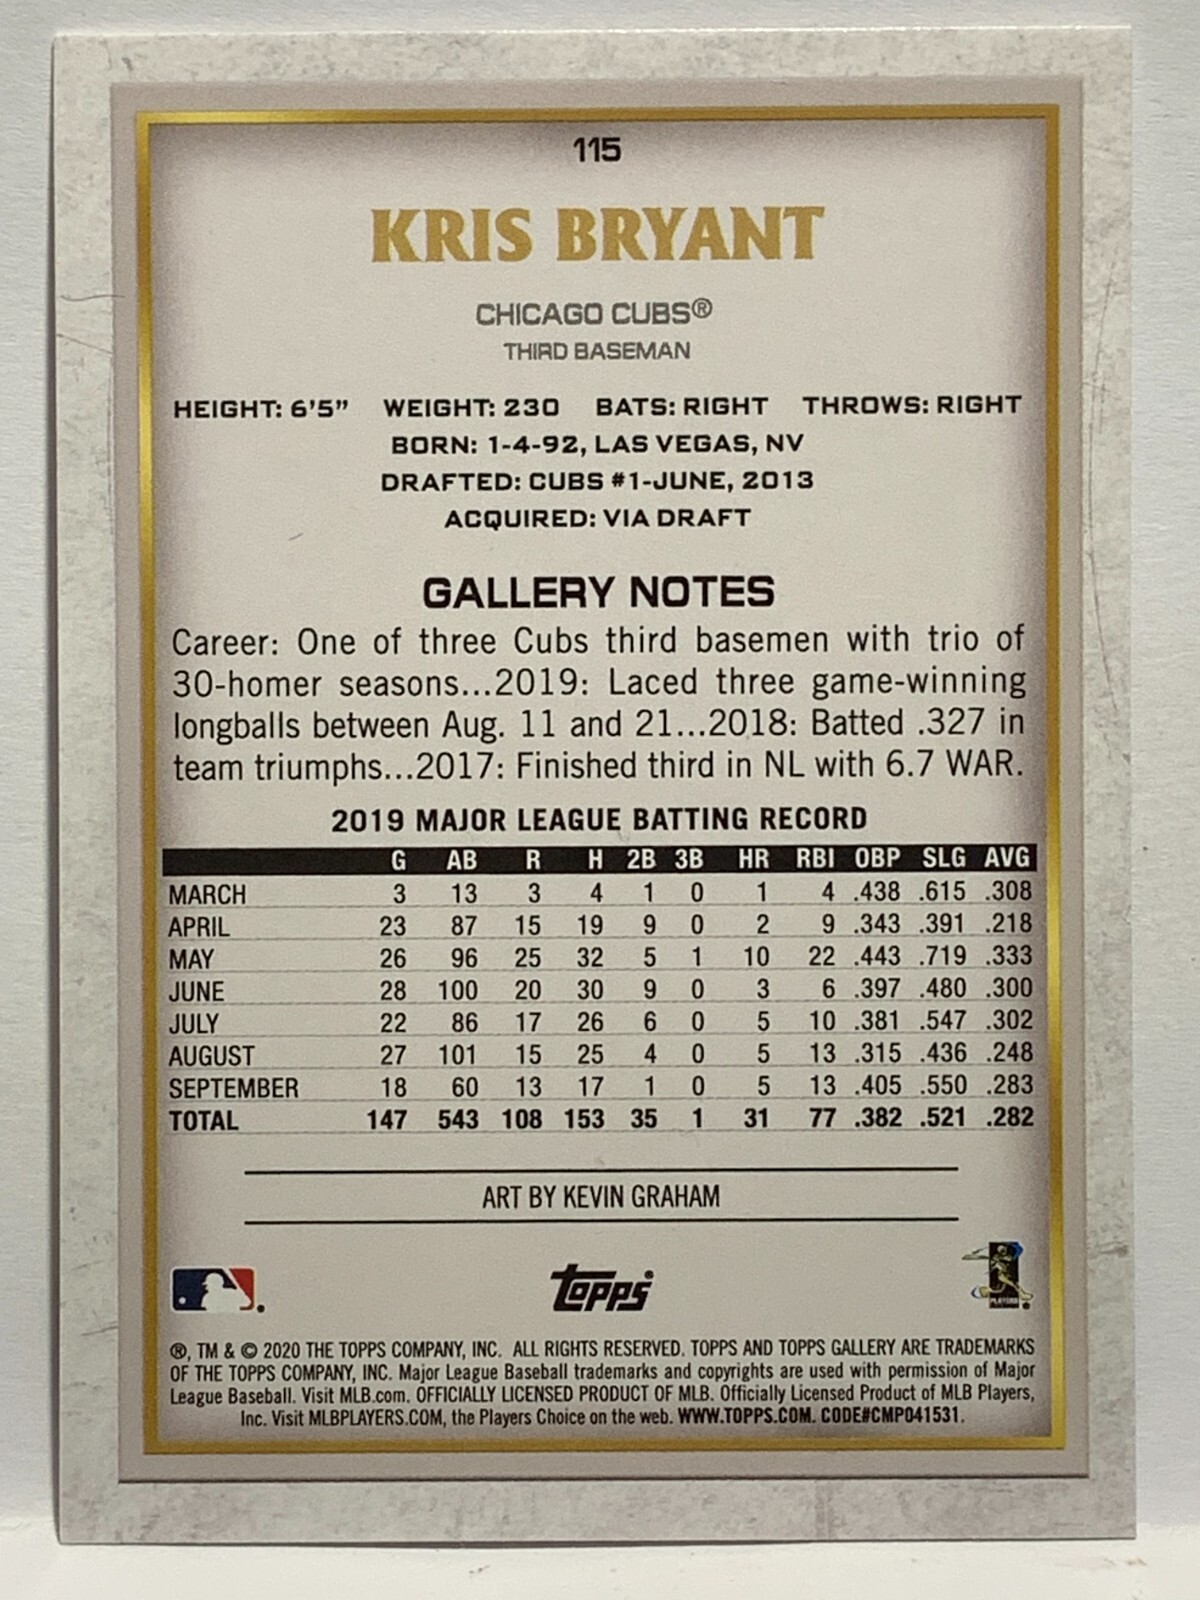 115
KRIS BRYANT
CHICAGO CUBS®
THIRD BASEMAN
HEIGHT: 6'5" WEIGHT: 230 BATS: RIGHT THROWS: RIGHT
BORN: 1-4-92, LAS VEGAS, NV
DRAFTED: CUBS #1-JUNE, 2013
ACQUIRED: VIA DRAFT
GALLERY NOTES
Career: One of three Cubs third basemen with trio of
30-homer seasons...2019: Laced three game-winning
longballs between Aug. 11 and 21...2018: Batted .327 in
team triumphs...2017: Finished third in NL with 6.7 WAR.
2019 MAJOR LEAGUE BATTING RECORD
G AB R H 2B 3B HR RBI OBP SLG AVG
MARCH 3 13 3 4 1 0 1 4 .438 .615 .308
APRIL 23 87 15 19 9 0 2 9 .343 .391 .218
MAY 26 96 25 32 5 1 10 22 .443 .719 .333
JUNE 28 100 20 30 9 0 3 6 .397 .480 .300
JULY 22 86 17 26 6 0 5 10 .381 .547 .302
AUGUST 27 101 15 25 4 0 5 13 .315 .436 .248
SEPTEMBER 18 60 13 17 1 0 5 13 .405 .550 .283
TOTAL 147 543 108 153 35 1 31 77 .382 .521 .282
ART BY KEVIN GRAHAM
topps
PLAYERS
®, TM & © 2020 THE TOPPS COMPANY, INC. ALL RIGHTS RESERVED. TOPPS AND TOPPS GALLERY ARE TRADEMARKS
OF THE TOPPS COMPANY, INC. Major League Baseball trademarks and copyrights are used with permission of Major
League Baseball. Visit MLB.com. OFFICIALLY LICENSED PRODUCT OF MLB. Officially Licensed Product of MLB Players,
Inc. Visit MLBPLAYERS.COM, the Players Choice on the web. WWW.TOPPS.COM. CODE#CMP041531.